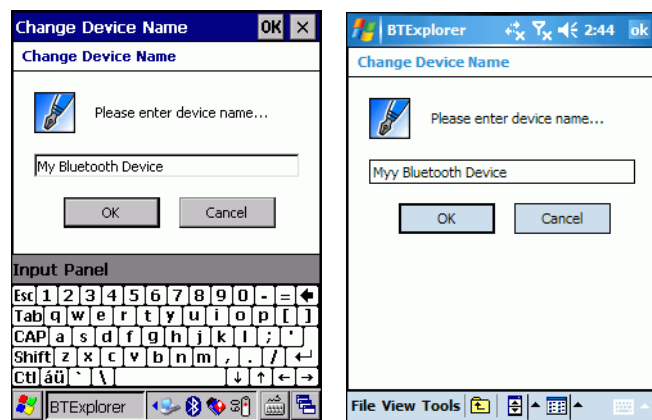 Change Device Name OK ×
Change Device Name
Please enter device name...
My Bluetooth Device
OK Cancel
Input Panel
Esc 1 2 3 4 5 6 7 8 9 0 - =
Tab q w e r t y u i o p [ ]
CAP a s d f g h j k l ; '
Shift z x c v b n m , . /
Ctl áü ` \
BTExplorer
BTExplorer 2:44 ok
Change Device Name
Please enter device name...
Myy Bluetooth Device
OK Cancel
File View Tools